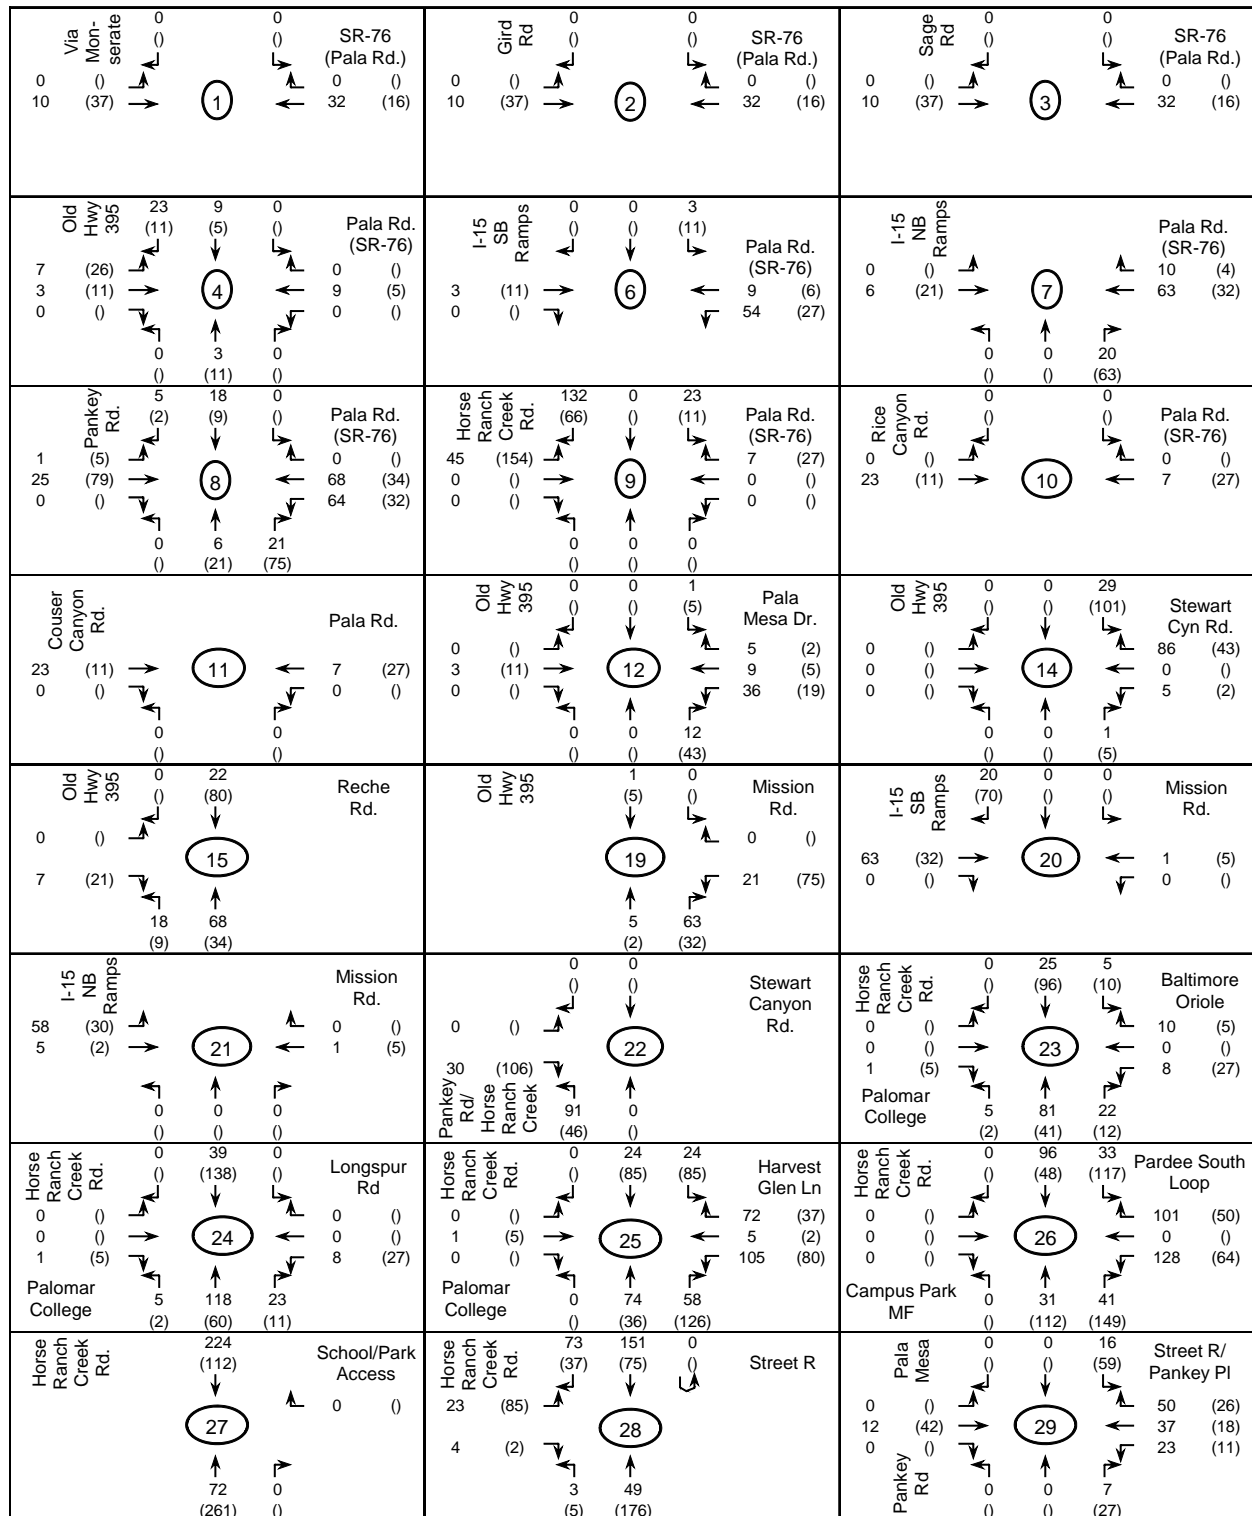 Via
Mon-
serate
0 0
() ()
SR-76
(Pala Rd.)
0 () 0 ()
10 (37) 1 32 (16)
Gird
Rd
0 0
() ()
SR-76
(Pala Rd.)
0 () 0 ()
10 (37) 2 32 (16)
Sage
Rd
0 0
() ()
SR-76
(Pala Rd.)
0 () 0 ()
10 (37) 3 32 (16)
Old
Hwy
395
23 9 0
(11) (5) ()
Pala Rd.
(SR-76)
7 (26) 0 ()
3 (11) 4 9 (5)
0 () 0 ()
0 3 0
() (11) ()
I-15
SB
Ramps
0 0 3
() () (11)
Pala Rd.
(SR-76)
3 (11) 6 9 (6)
0 () 54 (27)
I-15
NB
Ramps
Pala Rd.
(SR-76)
0 () 10 (4)
6 (21) 7 63 (32)
0 0 20
() () (63)
Pankey
Rd.
5 18 0
(2) (9) ()
Pala Rd.
(SR-76)
1 (5) 0 ()
25 (79) 8 68 (34)
0 () 64 (32)
0 6 21
() (21) (75)
Horse
Ranch
Creek
Rd.
132 0 23
(66) () (11)
Pala Rd.
(SR-76)
45 (154) 7 (27)
0 () 9 0 ()
0 () 0 ()
0 0 0
() () ()
Rice
Canyon
Rd.
0 0
() ()
Pala Rd.
(SR-76)
0 () 0 ()
23 (11) 10 7 (27)
Couser
Canyon
Rd.
Pala Rd.
23 (11) 11 7 (27)
0 () 0 ()
0 0
() ()
Old
Hwy
395
0 0 1
() () (5)
Pala
Mesa Dr.
0 () 5 (2)
3 (11) 12 9 (5)
0 () 36 (19)
0 0 12
() () (43)
Old
Hwy
395
0 0 29
() () (101)
Stewart
Cyn Rd.
0 () 86 (43)
0 () 14 0 ()
0 () 5 (2)
0 0 1
() () (5)
Old
Hwy
395
0 22
() (80)
Reche
Rd.
0 ()
15
7 (21)
18 68
(9) (34)
Old
Hwy
395
1 0
(5) ()
Mission
Rd.
0 ()
19
21 (75)
5 63
(2) (32)
I-15
SB
Ramps
20 0 0
(70) () ()
Mission
Rd.
63 (32) 20 1 (5)
0 () 0 ()
I-15
NB
Ramps
Mission
Rd.
58 (30) 0 ()
5 (2) 21 1 (5)
0 0 0
() () ()
0 0
() ()
Stewart
Canyon
Rd.
0 ()
22
30 (106)
Pankey
Rd/
Horse
Ranch
Creek
91 0
(46) ()
Horse
Ranch
Creek
Rd.
0 25 5
() (96) (10)
Baltimore
Oriole
0 () 10 (5)
0 () 23 0 ()
1 (5) 8 (27)
Palomar
College
5 81 22
(2) (41) (12)
Horse
Ranch
Creek
Rd.
0 39 0
() (138) ()
Longspur
Rd
0 () 0 ()
0 () 24 0 ()
1 (5) 8 (27)
Palomar
College
5 118 23
(2) (60) (11)
Horse
Ranch
Creek
Rd.
0 24 24
() (85) (85)
Harvest
Glen Ln
0 () 72 (37)
1 (5) 25 5 (2)
0 () 105 (80)
Palomar
College
0 74 58
() (36) (126)
Horse
Ranch
Creek
Rd.
0 96 33
() (48) (117)
Pardee South
Loop
0 () 101 (50)
0 () 26 0 ()
0 () 128 (64)
Campus Park
MF
0 31 41
() (112) (149)
Horse
Ranch
Creek
Rd.
224
(112)
School/Park
Access
0 ()
27
72 0
(261) ()
Horse
Ranch
Creek
Rd.
73 151 0
(37) (75) ()
Street R
23 (85)
28
4 (2)
3 49
(5) (176)
Pala
Mesa
0 0 16
() () (59)
Street R/
Pankey Pl
0 () 50 (26)
12 (42) 29 37 (18)
0 () 23 (11)
Pankey
Rd
0 0 7
() () (27)